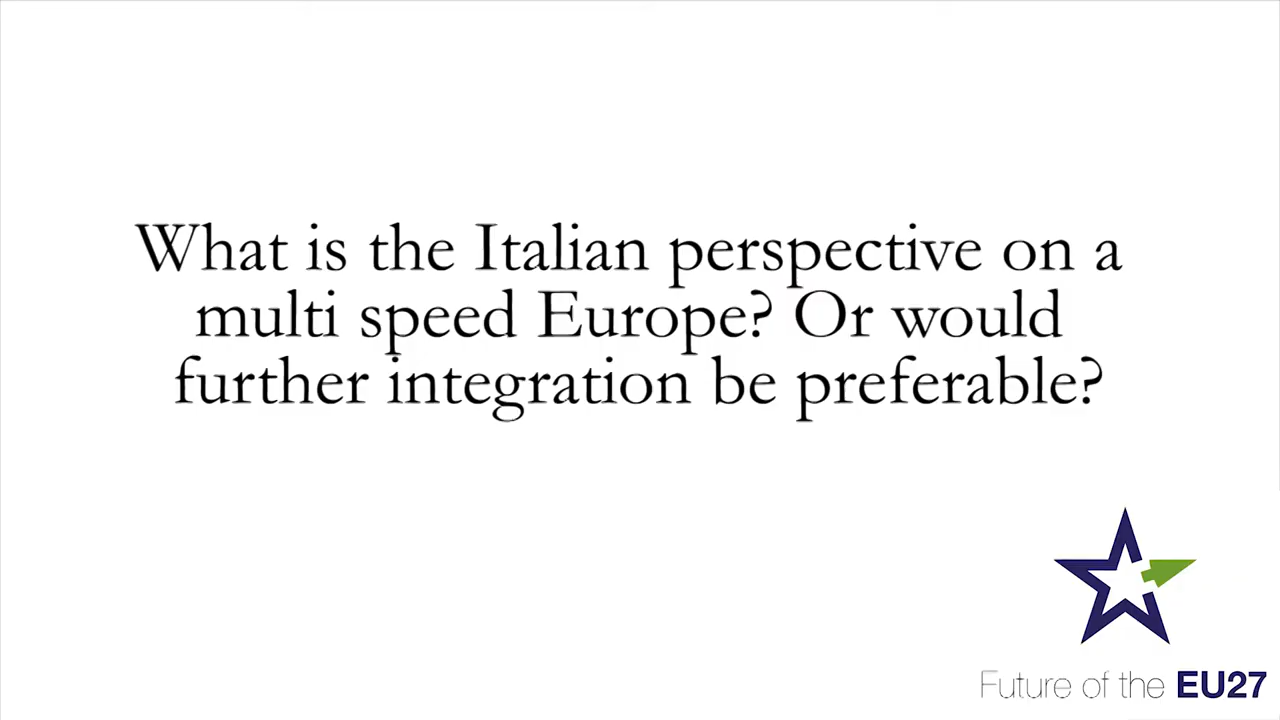 What is the Italian perspective on a
multi speed Europe? Or would
further integration be preferable?
Future of the EU27